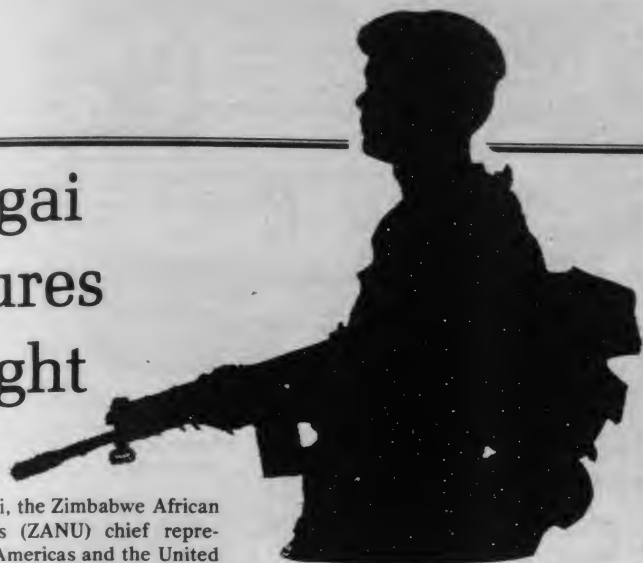 gai
ures
ght
i, the Zimbabwe African
s (ZANU) chief repre-
Americas and the United